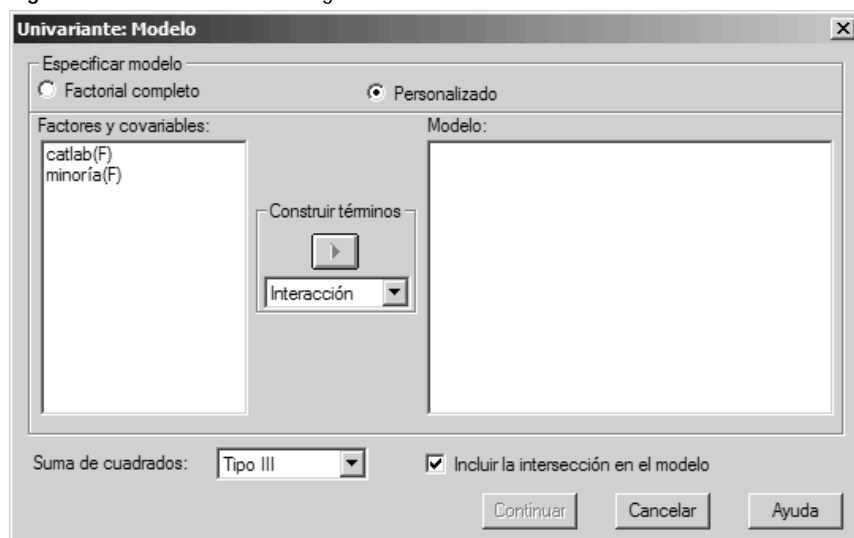 Univariante: Modelo
Especificar modelo
Factorial completo
Personalizado
Factores y covariables:
Modelo:
catlab(F)
minoría(F)
Construir términos
Interacción
Suma de cuadrados:
Tipo III
Incluir la intersección en el modelo
Continuar
Cancelar
Ayuda